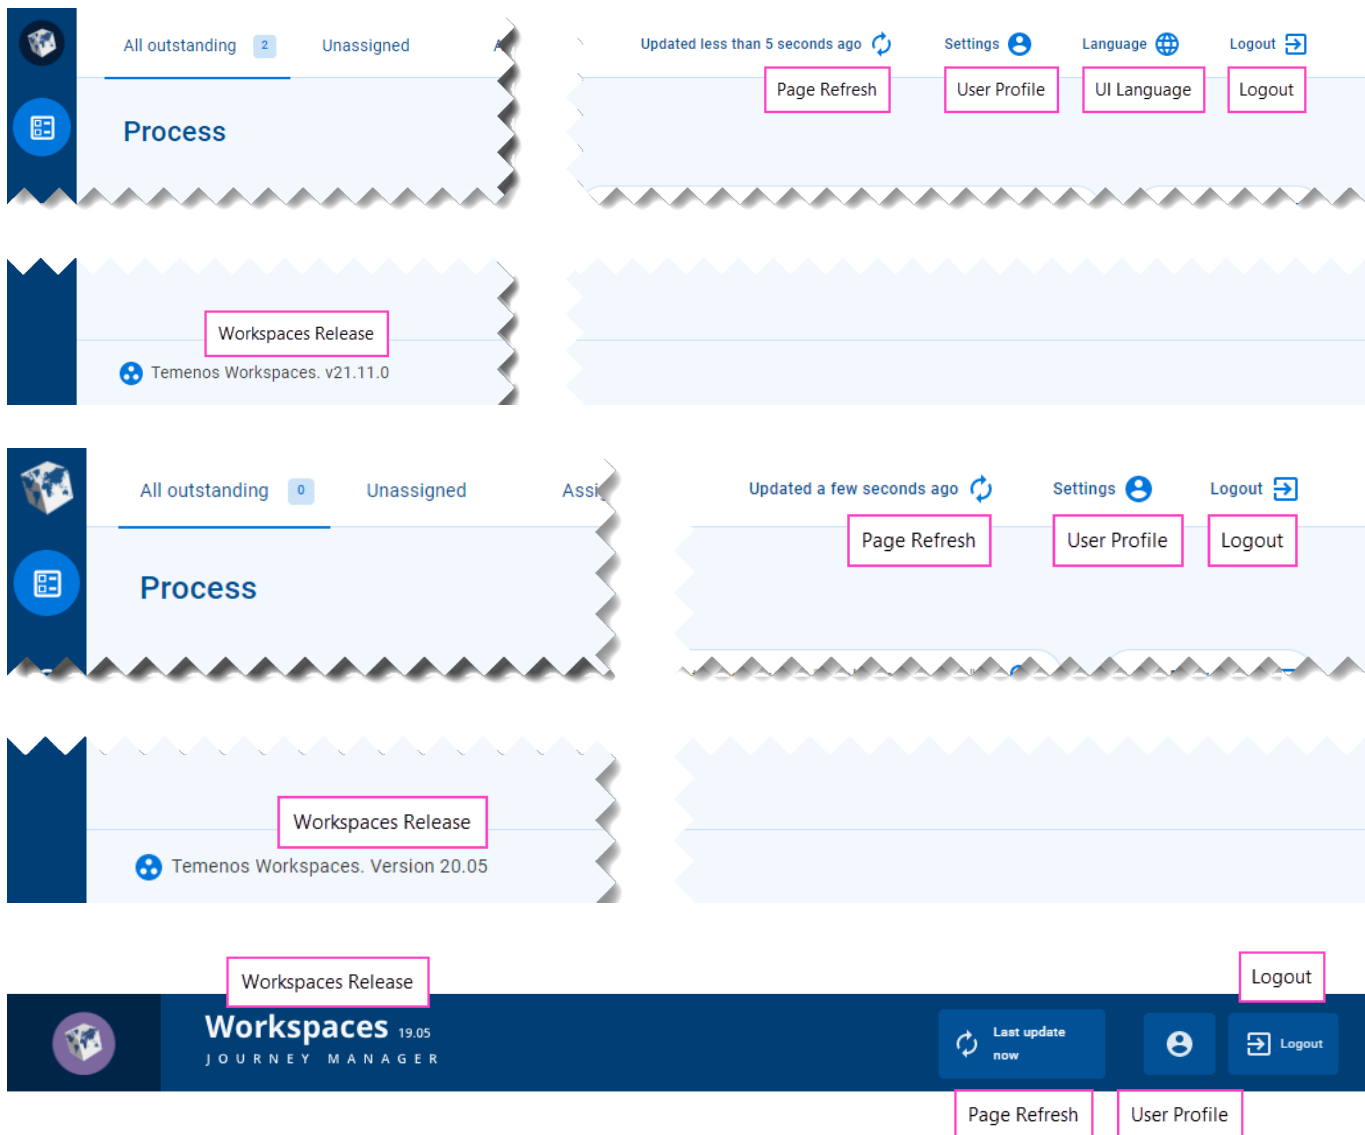 All outstanding 2 Unassigned
Updated less than 5 seconds ago Settings Language Logout
Page Refresh User Profile UI Language Logout
Process
Workspaces Release
Temenos Workspaces. v21.11.0
All outstanding 0 Unassigned
Updated a few seconds ago Settings Logout
Page Refresh User Profile Logout
Process
Workspaces Release
Temenos Workspaces. Version 20.05
Workspaces Release
Logout
Workspaces 19.05
JOURNEY MANAGER
Last update
now
Logout
Page Refresh User Profile